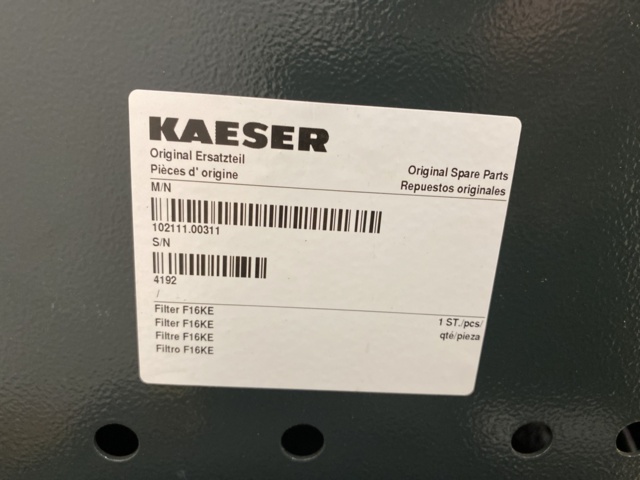 KAESER
Original Ersatzteil
Pièces d' origine
Original Spare Parts
Repuestos originales
M/N
102111.00311
S/N
4192
/
Filter F16KE
Filter F16KE
Filtre F16KE
Filtro F16KE
1 ST./pcs/
qté/pieza